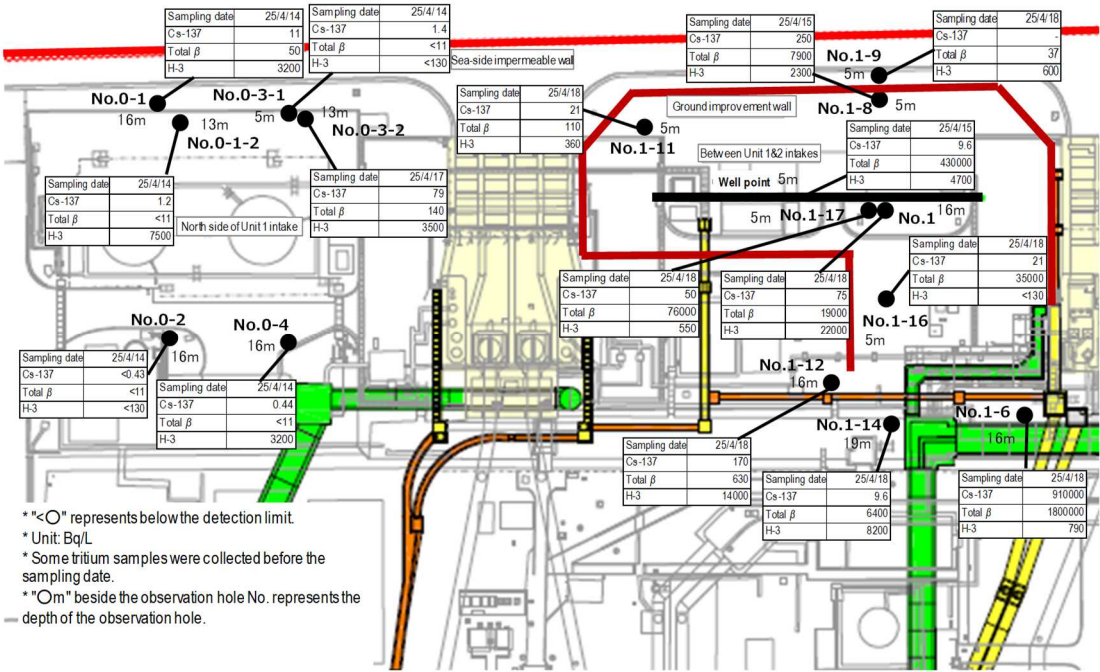 Sampling date 25/4/14
Cs-137 11
Total β 50
H-3 3200
No.0-1
16m
Sampling date 25/4/14
Cs-137 1.4
Total β <11
H-3 <130
No.0-3-1
5m
Sea-side impermeable wall
13m
No.0-3-2
13m
No.0-1-2
Sampling date 25/4/14
Cs-137 1.2
Total β <11
H-3 7500
North side of Unit 1 intake
Sampling date 25/4/17
Cs-137 79
Total β 140
H-3 3500
Sampling date 25/4/18
Cs-137 21
Total β 110
H-3 360
5m
No.1-11
Sampling date 25/4/15
Cs-137 250
Total β 7900
H-3 2300
No.1-9
5m
Sampling date 25/4/18
Cs-137 -
Total β 37
H-3 600
Ground improvement wall
No.1-8
5m
Between Unit 1&2 intakes
Sampling date 25/4/15
Cs-137 9.6
Total β 430000
H-3 4700
Well point 5m
5m
No.1-17
No.1
16m
Sampling date 25/4/18
Cs-137 50
Total β 76000
H-3 550
Sampling date 25/4/18
Cs-137 75
Total β 19000
H-3 22000
Sampling date 25/4/18
Cs-137 21
Total β 35000
H-3 <130
No.1-16
5m
No.0-2
16m
No.0-4
16m
Sampling date 25/4/14
Cs-137 <0.43
Total β <11
H-3 <130
Sampling date 25/4/14
Cs-137 0.44
Total β <11
H-3 3200
No.1-12
16m
No.1-14
19m
No.1-6
16m
Sampling date 25/4/18
Cs-137 170
Total β 630
H-3 14000
Sampling date 25/4/18
Cs-137 9.6
Total β 6400
H-3 8200
Sampling date 25/4/18
Cs-137 910000
Total β 1800000
H-3 790
* "<○" represents below the detection limit.
* Unit: Bq/L
* Some tritium samples were collected before the
sampling date.
* "○m" beside the observation hole No. represents the
depth of the observation hole.